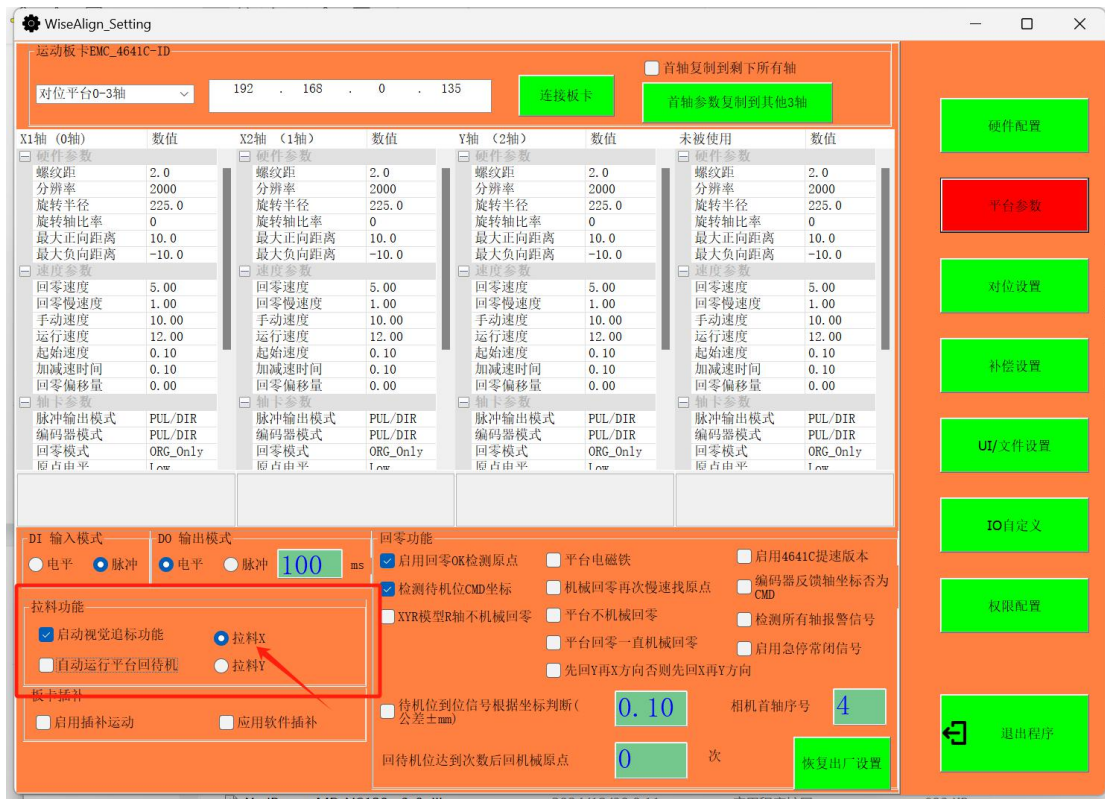 WiseAlign_Setting
运动板卡EMC_4641C-ID
首轴复制到剩下所有轴
对位平台0-3轴 192 . 168 . 0 . 135 连接板卡 首轴参数复制到其他3轴
X1轴 (0轴) 数值 X2轴 (1轴) 数值 Y轴 (2轴) 数值 未被使用 数值
硬件参数 硬件参数 硬件参数 硬件参数
螺纹距 2.0 螺纹距 2.0 螺纹距 2.0 螺纹距 2.0
分辨率 2000 分辨率 2000 分辨率 2000 分辨率 2000
旋转半径 225.0 旋转半径 225.0 旋转半径 225.0 旋转半径 225.0
旋转轴比率 0 旋转轴比率 0 旋转轴比率 0 旋转轴比率 0
最大正向距离 10.0 最大正向距离 10.0 最大正向距离 10.0 最大正向距离 10.0
最大负向距离 -10.0 最大负向距离 -10.0 最大负向距离 -10.0 最大负向距离 -10.0
速度参数 速度参数 速度参数 速度参数
回零速度 5.00 回零速度 5.00 回零速度 5.00 回零速度 5.00
回零慢速度 1.00 回零慢速度 1.00 回零慢速度 1.00 回零慢速度 1.00
手动速度 10.00 手动速度 10.00 手动速度 10.00 手动速度 10.00
运行速度 12.00 运行速度 12.00 运行速度 12.00 运行速度 12.00
起始速度 0.10 起始速度 0.10 起始速度 0.10 起始速度 0.10
加减速时间 0.10 加减速时间 0.10 加减速时间 0.10 加减速时间 0.10
回零偏移量 0.00 回零偏移量 0.00 回零偏移量 0.00 回零偏移量 0.00
轴卡参数 轴卡参数 轴卡参数 轴卡参数
脉冲输出模式 PUL/DIR 脉冲输出模式 PUL/DIR 脉冲输出模式 PUL/DIR 脉冲输出模式 PUL/DIR
编码器模式 PUL/DIR 编码器模式 PUL/DIR 编码器模式 PUL/DIR 编码器模式 PUL/DIR
回零模式 ORG_Only 回零模式 ORG_Only 回零模式 ORG_Only 回零模式 ORG_Only
原点电平 Low 原点电平 Low 原点电平 Low 原点电平 Low
DI 输入模式 DO 输出模式
电平 脉冲 电平 脉冲 100 ms
拉料功能
启动视觉追标功能 拉料X
自动运行平台回待机 拉料Y
板卡插补
启用插补运动 应用软件插补
回零功能
启用回零OK检测原点 平台电磁铁 启用4641C提速版本
检测待机位CMD坐标 机械回零再次慢速找原点 编码器反馈轴坐标否为
CMD
XYR模型R轴不机械回零 平台不机械回零 检测所有轴报警信号
平台回零一直机械回零 启用急停常闭信号
先回Y再X方向否则先回X再Y方向
待机位到位信号根据坐标判断(
公差±mm) 0.10 相机首轴序号 4
回待机位达到次数后回机械原点 0 次 恢复出厂设置
硬件配置
平台参数
对位设置
补偿设置
UI/文件设置
IO自定义
权限配置
退出程序